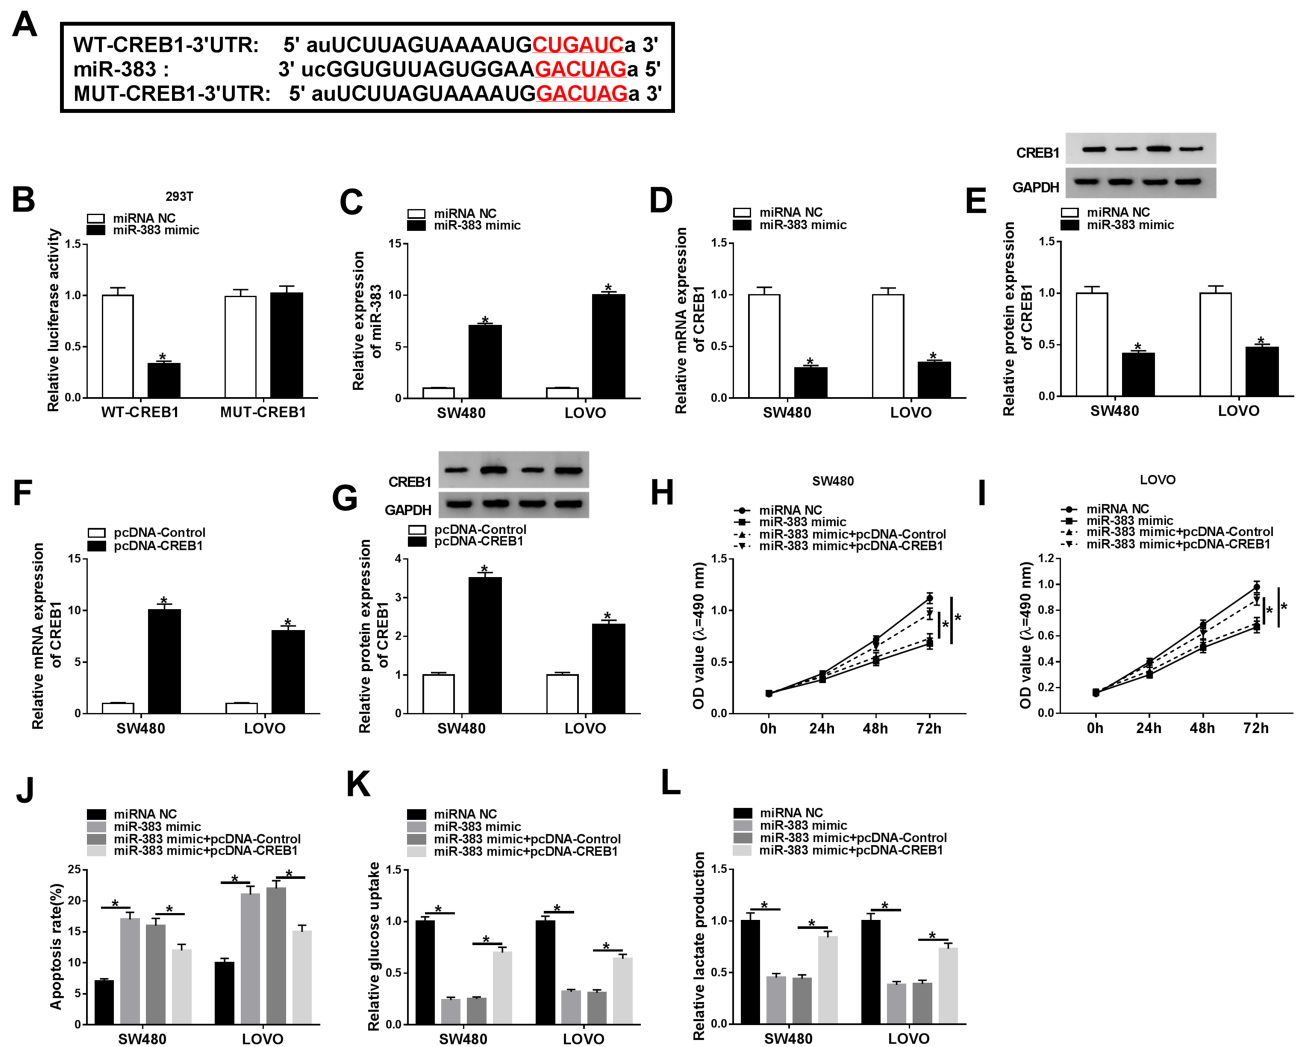 A
WT-CREB1-3'UTR: 5' auUCUUAGUAAAAUGCUGAUCa 3'
miR-383 : 3' ucGGUGUUAGUGGAAGACUAGa 5'
MUT-CREB1-3'UTR: 5' auUCUUAGUAAAAUGGACUAGa 3'
B
293T
miRNA NC
miR-383 mimic
Relative luciferase activity
1.5
1.0
0.5
0.0
*
WT-CREB1
MUT-CREB1
C
miRNA NC
miR-383 mimic
Relative expression
of miR-383
15
10
5
0
*
*
SW480
LOVO
D
miRNA NC
miR-383 mimic
Relative mRNA expression
of CREB1
1.5
1.0
0.5
0.0
*
*
SW480
LOVO
E
CREB1
GAPDH
miRNA NC
miR-383 mimic
Relative protein expression
of CREB1
1.5
1.0
0.5
0.0
*
*
SW480
LOVO
F
pcDNA-Control
pcDNA-CREB1
Relative mRNA expression
of CREB1
15
10
5
0
*
*
SW480
LOVO
G
CREB1
GAPDH
pcDNA-Control
pcDNA-CREB1
Relative protein expression
of CREB1
4
3
2
1
0
*
*
SW480
LOVO
H
SW480
miRNA NC
miR-383 mimic
miR-383 mimic+pcDNA-Control
miR-383 mimic+pcDNA-CREB1
OD value (λ=490 nm)
1.5
1.0
0.5
0.0
*
*
0h
24h
48h
72h
I
LOVO
miRNA NC
miR-383 mimic
miR-383 mimic+pcDNA-Control
miR-383 mimic+pcDNA-CREB1
OD value (λ=490 nm)
1.2
1.0
0.8
0.6
0.4
0.2
0.0
*
*
0h
24h
48h
72h
J
miRNA NC
miR-383 mimic
miR-383 mimic+pcDNA-Control
miR-383 mimic+pcDNA-CREB1
Apoptosis rate(%)
25
20
15
10
5
0
*
*
*
*
SW480
LOVO
K
miRNA NC
miR-383 mimic
miR-383 mimic+pcDNA-Control
miR-383 mimic+pcDNA-CREB1
Relative glucose uptake
1.5
1.0
0.5
0.0
*
*
*
*
SW480
LOVO
L
miRNA NC
miR-383 mimic
miR-383 mimic+pcDNA-Control
miR-383 mimic+pcDNA-CREB1
Relative lactate production
1.5
1.0
0.5
0.0
*
*
*
*
SW480
LOVO